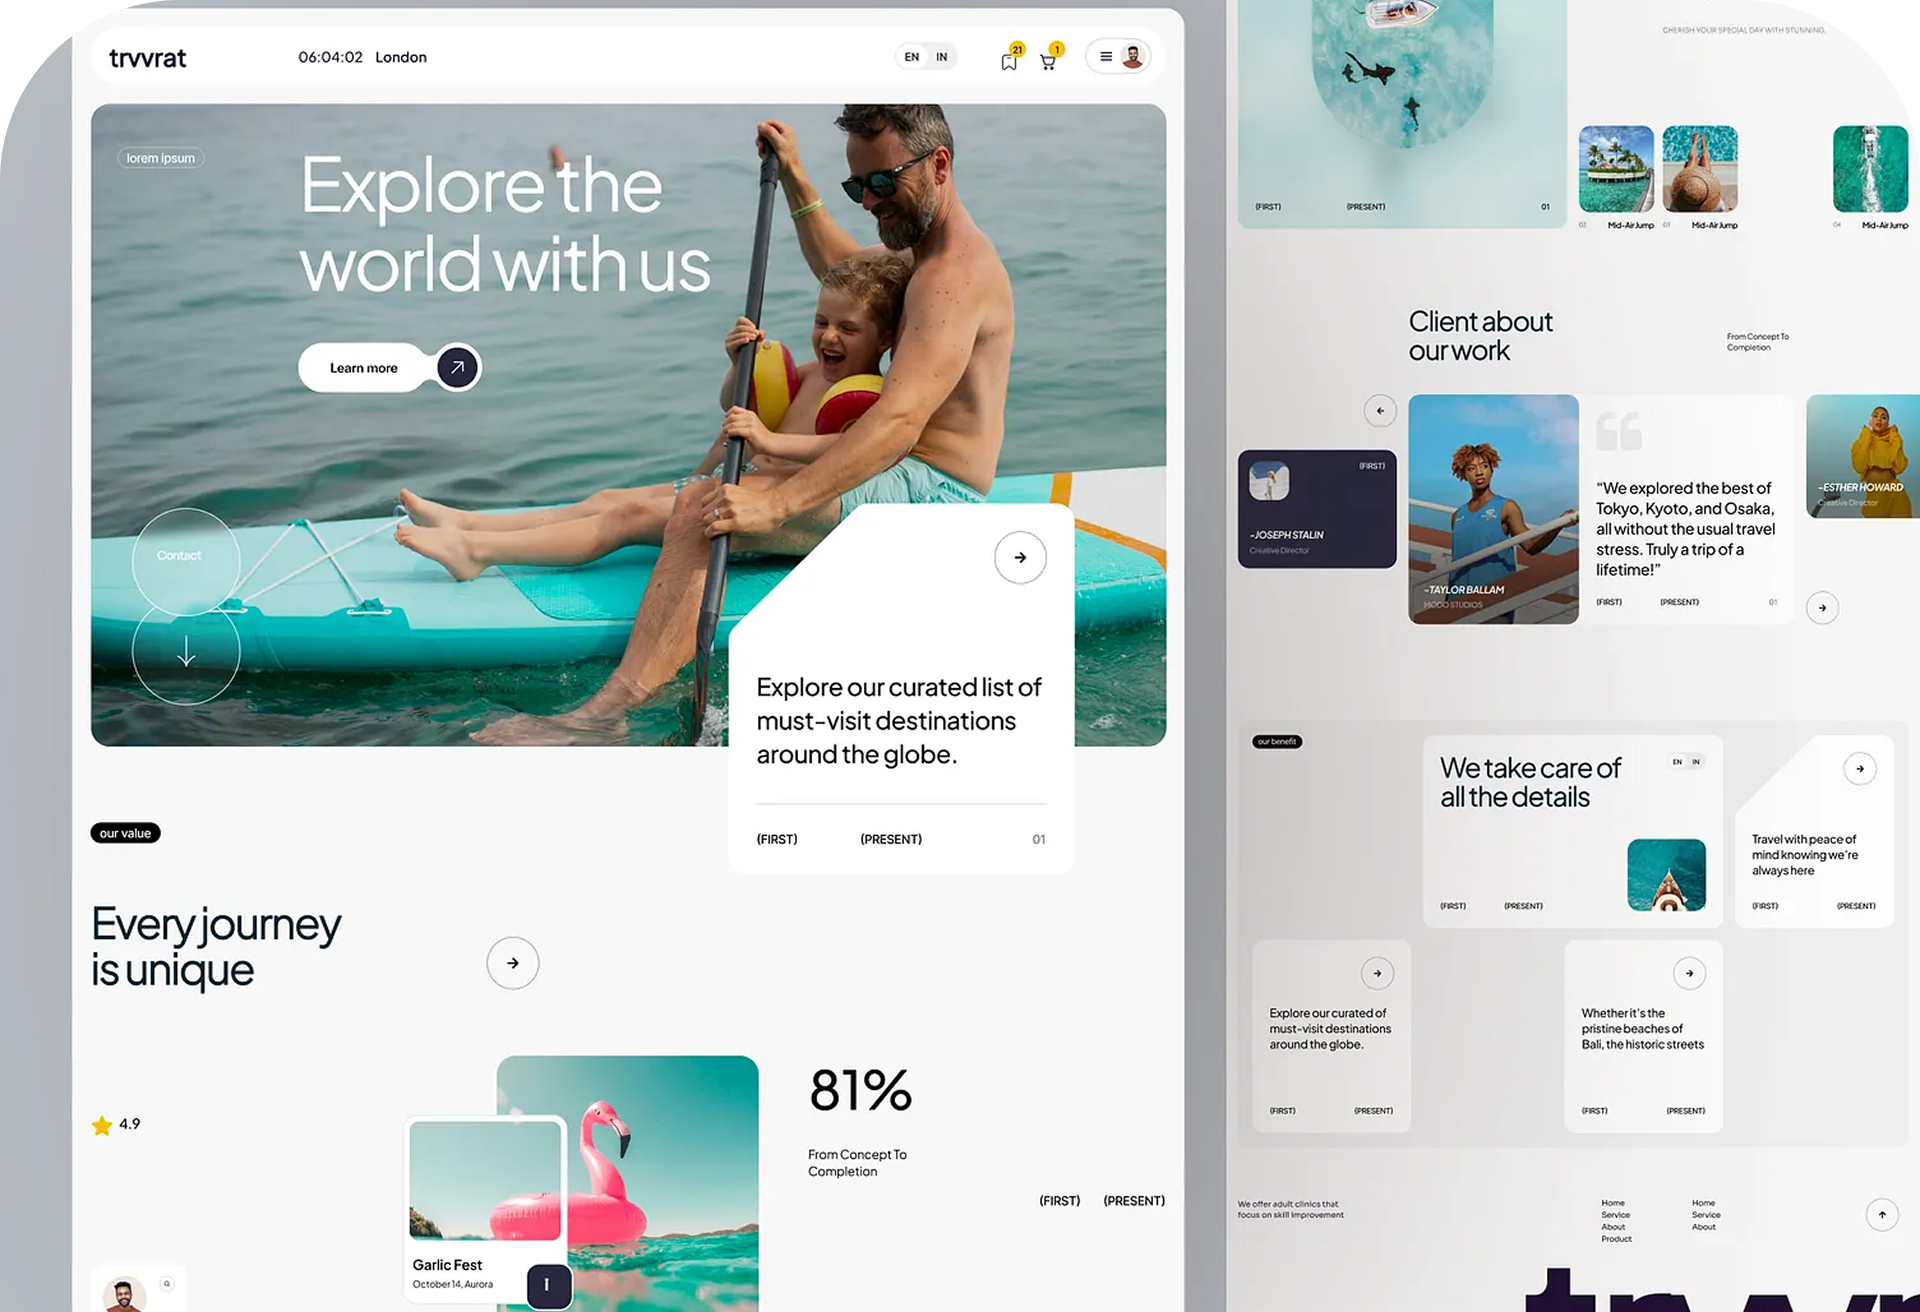 trvvrat
06:04:02 London
EN IN
21
1
lorem ipsum
Explore the
world with us
Learn more
Contact
Explore our curated list of
must-visit destinations
around the globe.
(FIRST) (PRESENT) 01
our value
Every journey
is unique
4.9
81%
From Concept To
Completion
(FIRST) (PRESENT)
Garlic Fest
October 14, Aurora
i
CHERISH YOUR SPECIAL DAY WITH STUNNING,
(FIRST) (PRESENT) 01
02 Mid-Air Jump
03 Mid-Air Jump
04 Mid-Air Jump
Client about
our work
From Concept To
Completion
(FIRST)
-JOSEPH STALIN
Creative Director
-TAYLOR BALLAM
MODO STUDIOS
“We explored the best of
Tokyo, Kyoto, and Osaka,
all without the usual travel
stress. Truly a trip of a
lifetime!”
(FIRST) (PRESENT) 01
-ESTHER HOWARD
Creative Director
our benefit
We take care of
all the details
EN IN
(FIRST) (PRESENT)
Travel with peace of
mind knowing we’re
always here
(FIRST) (PRESENT)
Explore our curated of
must-visit destinations
around the globe.
(FIRST) (PRESENT)
Whether it’s the
pristine beaches of
Bali, the historic streets
(FIRST) (PRESENT)
We offer adult clinics that
focus on skill improvement
Home
Service
About
Product
Home
Service
About